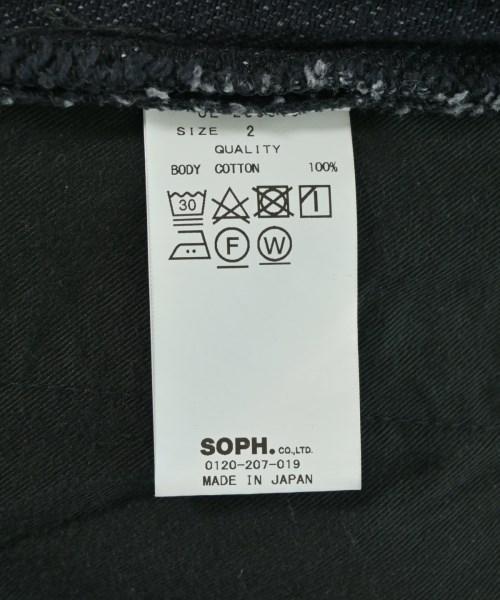 SIZE 2
QUALITY
BODY COTTON 100%
30
F W
SOPH. CO.,LTD.
0120-207-019
MADE IN JAPAN